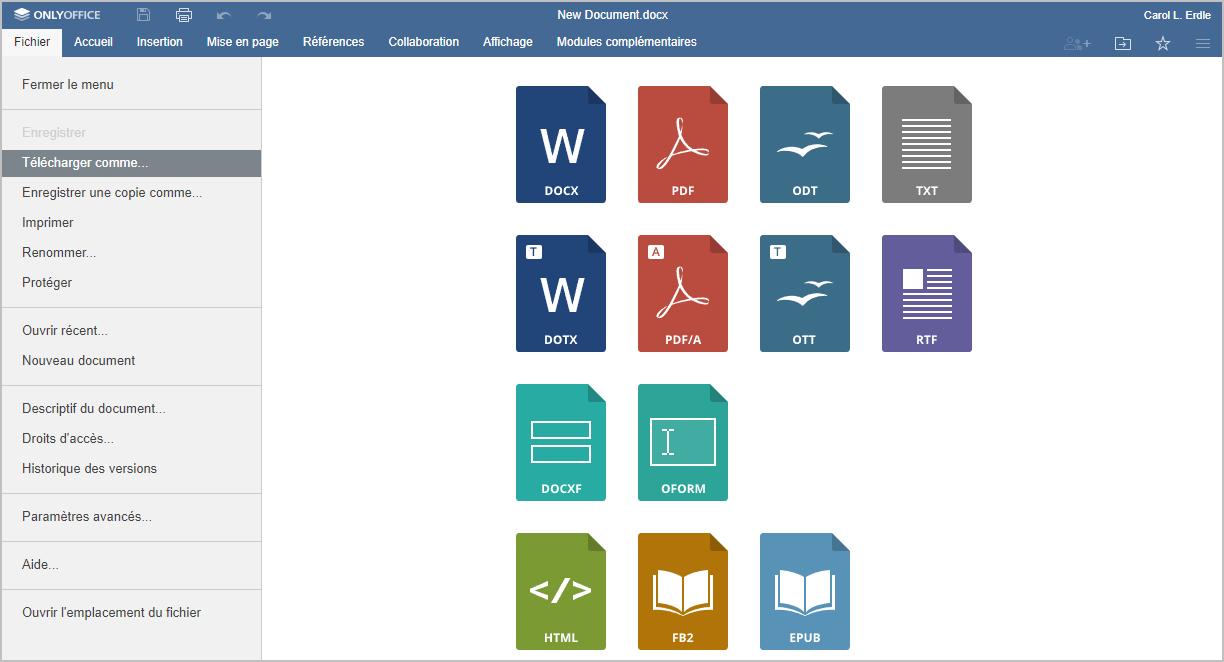 ONLYOFFICE
New Document.docx
Carol L. Erdle
Fichier Accueil Insertion Mise en page Références Collaboration Affichage Modules complémentaires
Fermer le menu
Enregistrer
Télécharger comme...
Enregistrer une copie comme...
Imprimer
Renommer...
Protéger
Ouvrir récent...
Nouveau document
Descriptif du document...
Droits d'accès...
Historique des versions
Paramètres avancés...
Aide...
Ouvrir l'emplacement du fichier
W
DOCX PDF ODT TXT
T A T
W
DOTX PDF/A OTT RTF
DOCXF OFORM
</>
HTML FB2 EPUB